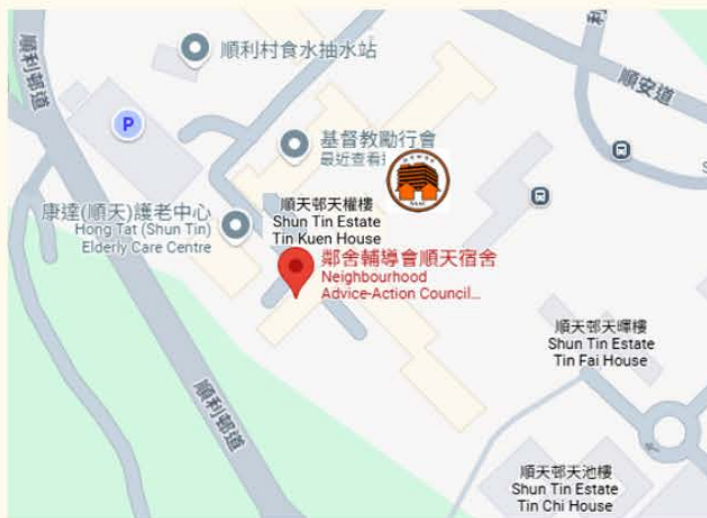 順利邨道
順利村食水抽水站
利
順安道
P
基督教勵行會
最近查看
康達(順天)護老中心
Hong Tat (Shun Tin)
Elderly Care Centre
順天邨天權樓
Shun Tin Estate
Tin Kuen House
鄰舍輔導會順天宿舍
Neighbourhood
Advice-Action Council...
順天邨天暉樓
Shun Tin Estate
Tin Fai House
順利邨道
順天邨天池樓
Shun Tin Estate
Tin Chi House